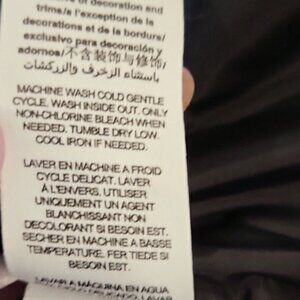 of decoration and
trims/a l'exception de la
decorations et de la bordure/
exclusivo para decoración y
adornos/不含装饰与修饰/
باستثناء الزخرف والزركشات
MACHINE WASH COLD GENTLE
CYCLE, WASH INSIDE OUT. ONLY
NON-CHLORINE BLEACH WHEN
NEEDED. TUMBLE DRY LOW.
COOL IRON IF NEEDED.
LAVER EN MACHINE A FROID
CYCLE DELICAT. LAVER
À L'ENVERS, UTILISER
UNIQUEMENT UN AGENT
BLANCHISSANT NON
DECOLORANT SI BESOIN EST.
SECHER EN MACHINE A BASSE
TEMPERATURE. FER TIEDE SI
BESOIN EST.
LAVAR A MÁQUINA EN AGUA
DELICADO. LAVAR